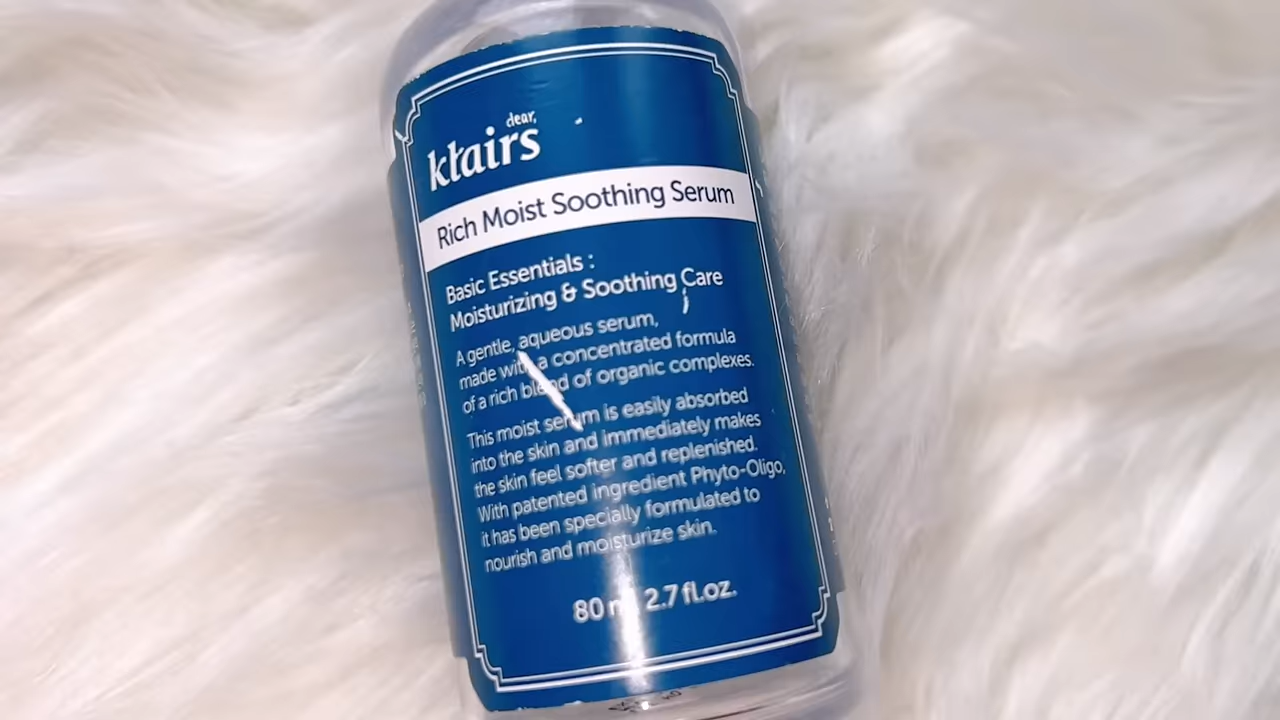 dear,
klairs
Rich Moist Soothing Serum
Basic Essentials :
Moisturizing & Soothing Care
A gentle, aqueous serum,
made with a concentrated formula
of a rich blend of organic complexes.
This moist serum is easily absorbed
into the skin and immediately makes
the skin feel softer and replenished.
With patented ingredient Phyto-Oligo,
it has been specially formulated to
nourish and moisturize skin.
80 ml 2.7 fl.oz.